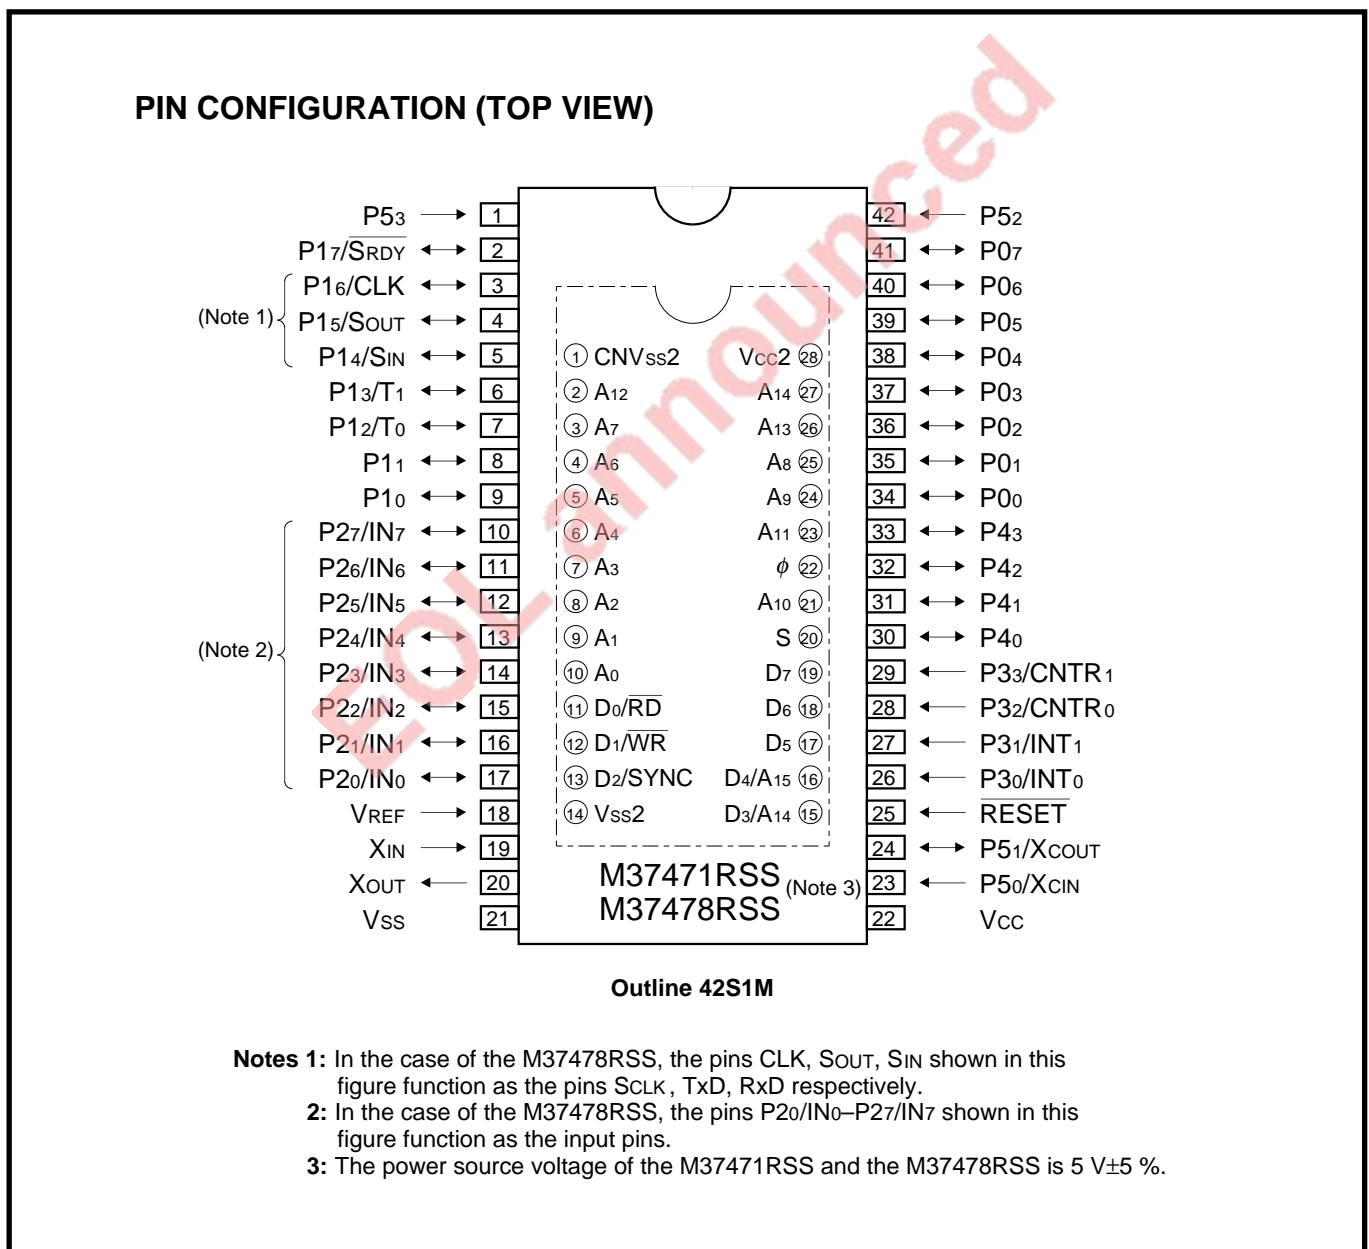 PIN CONFIGURATION (TOP VIEW)
EOL announced
P53 1 42 P52
P17/SRDY 2 41 P07
P16/CLK 3 40 P06
(Note 1)
P15/SOUT 4 39 P05
P14/SIN 5 ① CNVSS2 VCC2 ㉘ 38 P04
P13/T1 6 ② A12 A14 ㉗ 37 P03
P12/T0 7 ③ A7 A13 ㉖ 36 P02
P11 8 ④ A6 A8 ㉕ 35 P01
P10 9 ⑤ A5 A9 ㉔ 34 P00
P27/IN7 10 ⑥ A4 A11 ㉓ 33 P43
P26/IN6 11 ⑦ A3 ϕ ㉒ 32 P42
P25/IN5 12 ⑧ A2 A10 ㉑ 31 P41
P24/IN4 13 ⑨ A1 S ⑳ 30 P40
(Note 2)
P23/IN3 14 ⑩ A0 D7 ⑲ 29 P33/CNTR1
P22/IN2 15 ⑪ D0/RD D6 ⑱ 28 P32/CNTR0
P21/IN1 16 ⑫ D1/WR D5 ⑰ 27 P31/INT1
P20/IN0 17 ⑬ D2/SYNC D4/A15 ⑯ 26 P30/INT0
VREF 18 ⑭ VSS2 D3/A14 ⑮ 25 RESET
XIN 19 24 P51/XCOUT
XOUT 20 M37471RSS (Note 3) 23 P50/XCIN
M37478RSS
VSS 21 22 VCC
Outline 42S1M
Notes 1: In the case of the M37478RSS, the pins CLK, SOUT, SIN shown in this
figure function as the pins SCLK , TxD, RxD respectively.
2: In the case of the M37478RSS, the pins P20/IN0–P27/IN7 shown in this
figure function as the input pins.
3: The power source voltage of the M37471RSS and the M37478RSS is 5 V±5 %.